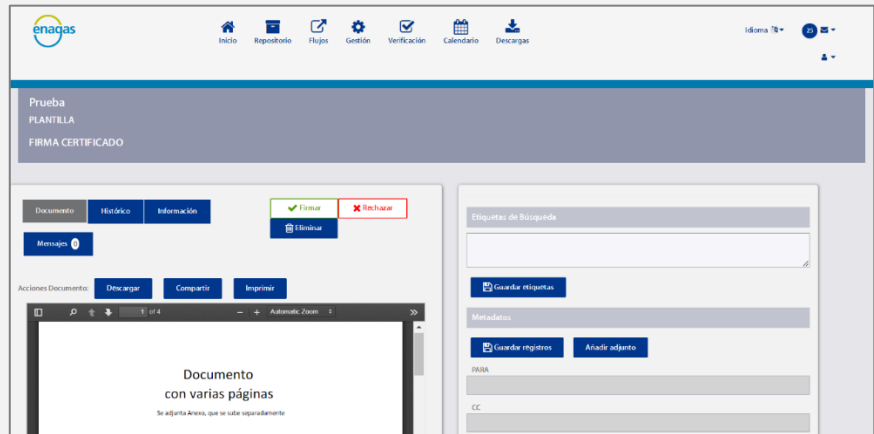 enagas
Inicio Repositorio Flujos Gestión Verificación Calendario Descargas
Idioma
25
Prueba
PLANTILLA
FIRMA CERTIFICADO
Documento Histórico Información
Firmar Rechazar
Eliminar
Mensajes 0
Acciones Documento: Descargar Compartir Imprimir
1 of 4 Automatic Zoom
Documento
con varias páginas
Se adjunta Anexo, que se sube separadamente
Etiquetas de Búsqueda
Guardar etiquetas
Metadatos
Guardar registros Añadir adjunto
PARA
CC